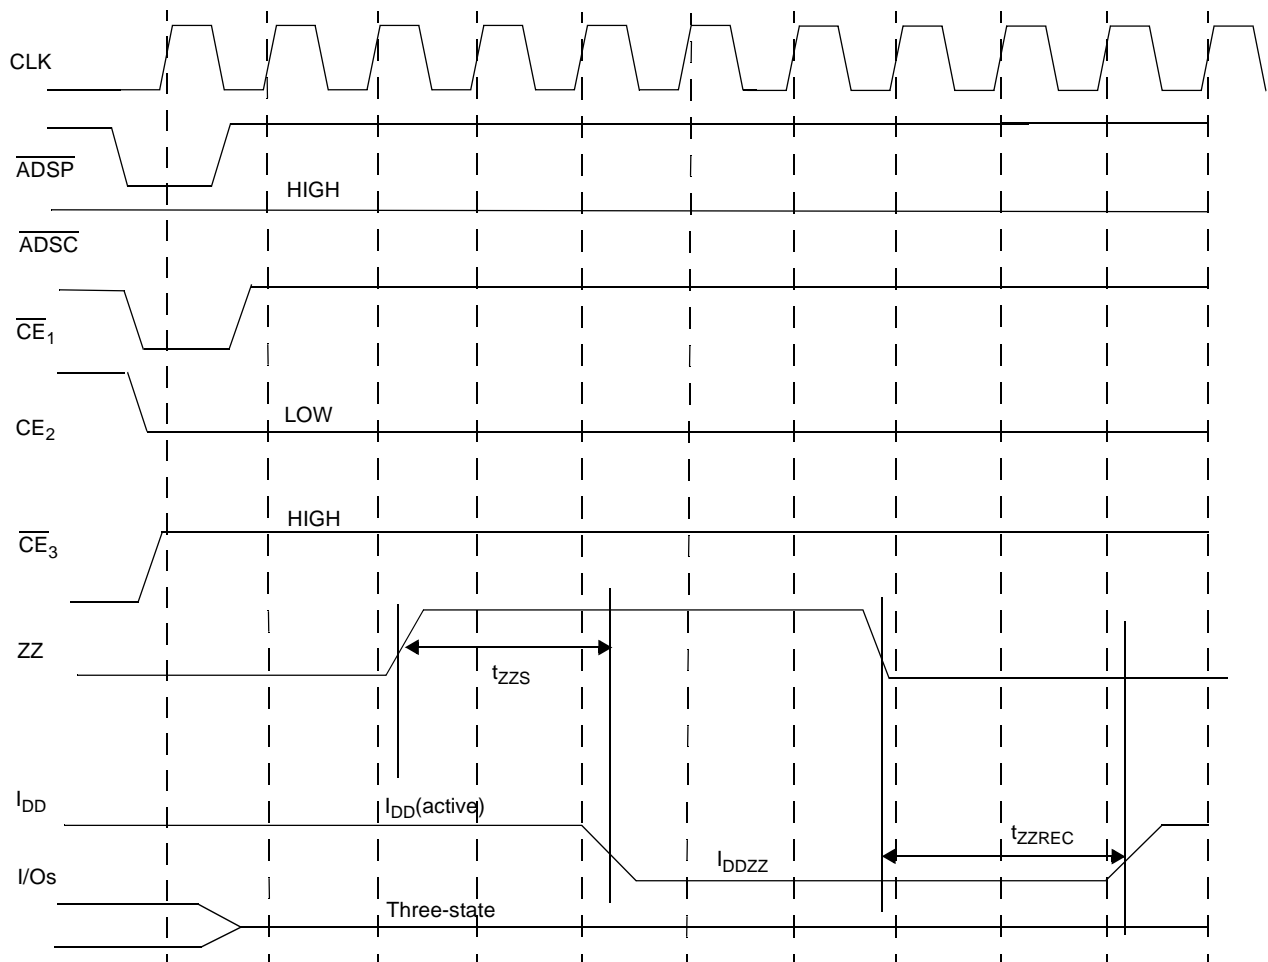 CLK
ADSP
HIGH
ADSC
CE1
LOW
CE2
HIGH
CE3
ZZ
tZZS
IDD
IDD(active)
tZZREC
IDDZZ
I/Os
Three-state